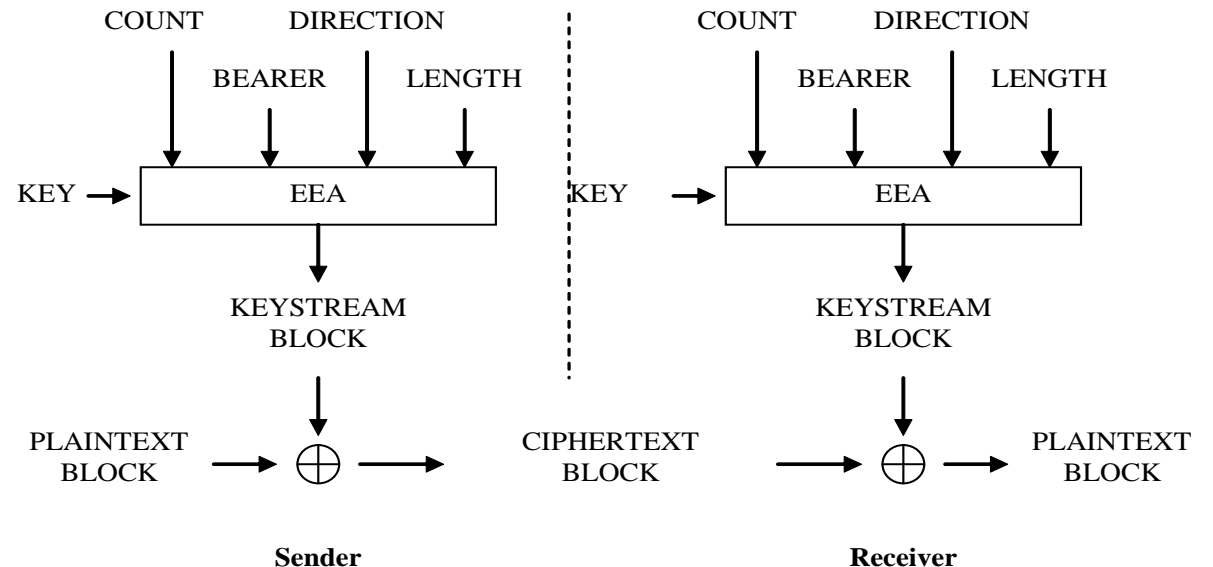 COUNT DIRECTION COUNT DIRECTION
BEARER LENGTH BEARER LENGTH
KEY EEA KEY EEA
KEYSTREAM KEYSTREAM
BLOCK BLOCK
PLAINTEXT CIPHERTEXT PLAINTEXT
BLOCK BLOCK BLOCK
Sender Receiver